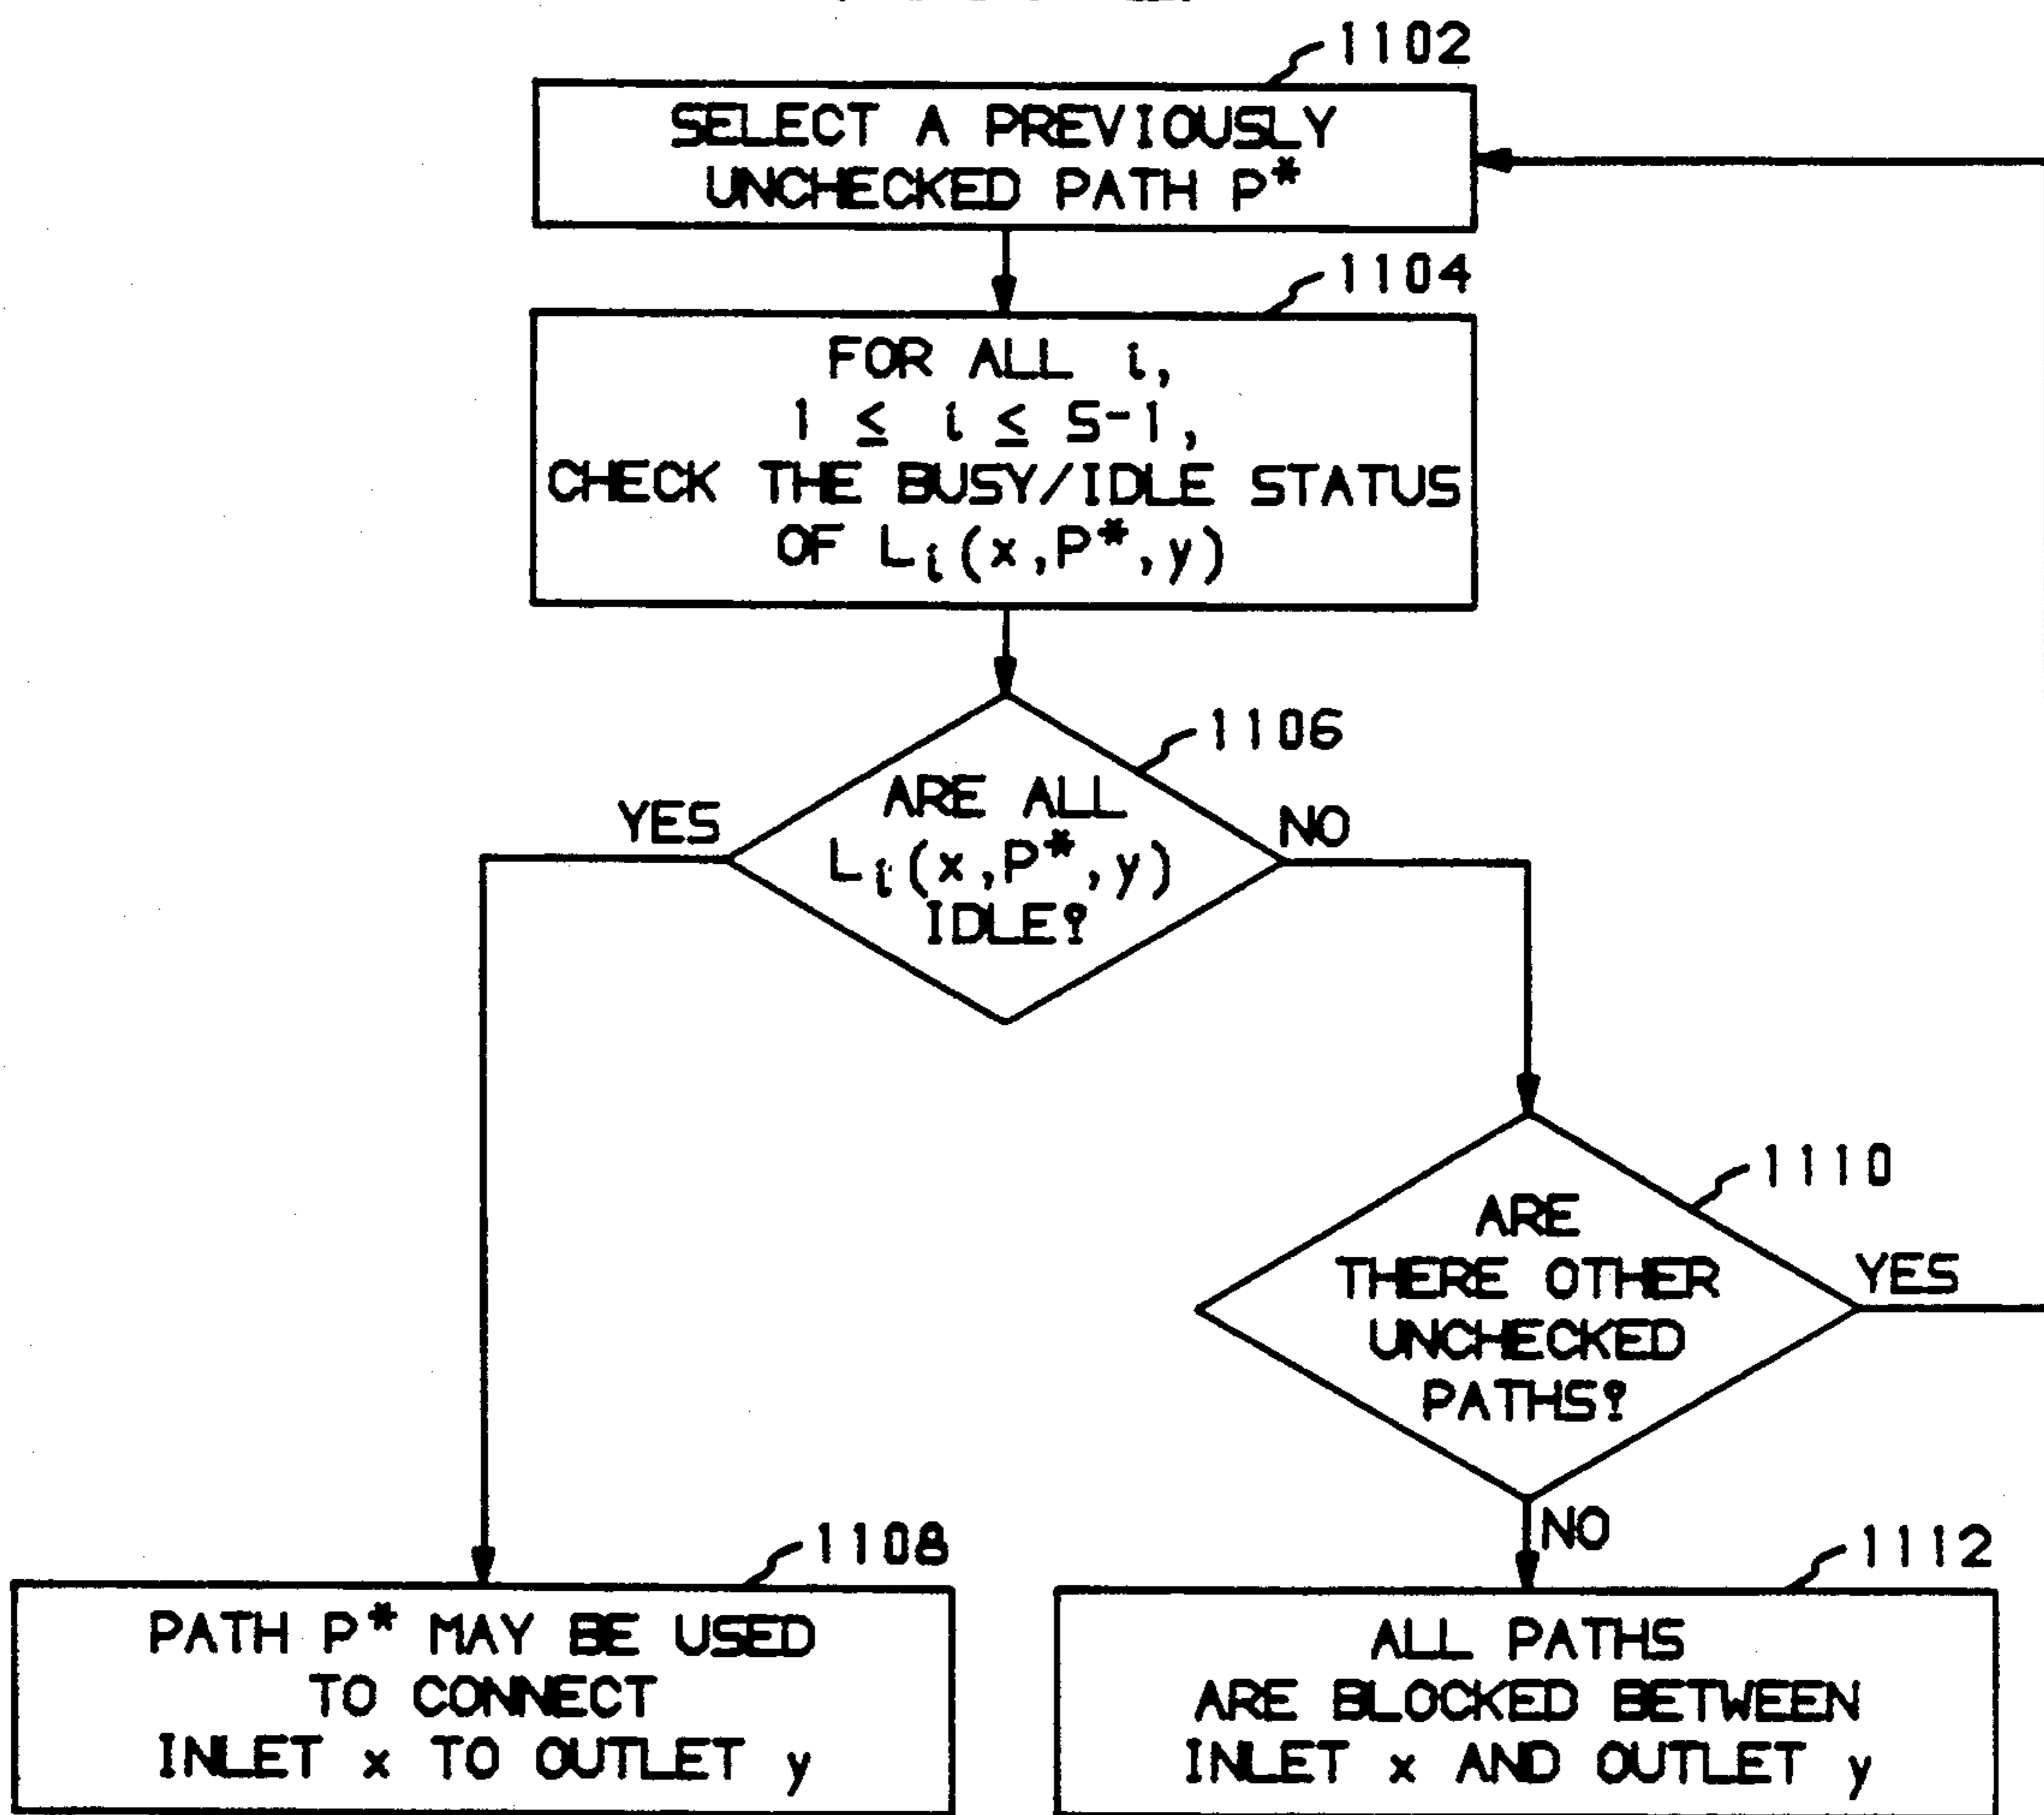 1102
SELECT A PREVIOUSLY
UNCHECKED PATH P*
1104
FOR ALL i,
1 ≤ i ≤ S-1,
CHECK THE BUSY/IDLE STATUS
OF Li(x,P*,y)
1106
ARE ALL
Li(x,P*,y)
IDLE?
YES
NO
1110
ARE
THERE OTHER
UNCHECKED
PATHS?
YES
NO
1108
PATH P* MAY BE USED
TO CONNECT
INLET x TO OUTLET y
1112
ALL PATHS
ARE BLOCKED BETWEEN
INLET x AND OUTLET y